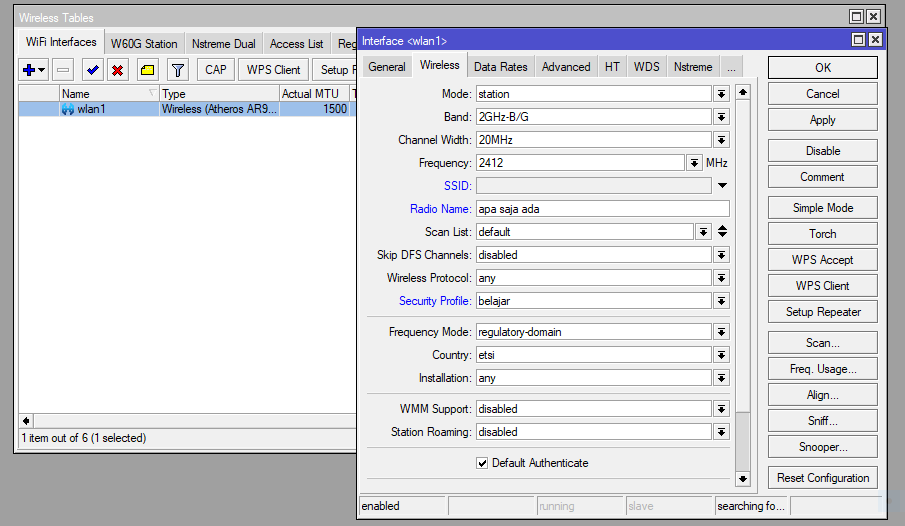 Wireless Tables
WiFi Interfaces W60G Station Nstreme Dual Access List Reg
CAP WPS Client Setup R
Name Type Actual MTU T
wlan1 Wireless (Atheros AR9... 1500
1 item out of 6 (1 selected)
Interface <wlan1>
General Wireless Data Rates Advanced HT WDS Nstreme ...
Mode: station
Band: 2GHz-B/G
Channel Width: 20MHz
Frequency: 2412 MHz
SSID:
Radio Name: apa saja ada
Scan List: default
Skip DFS Channels: disabled
Wireless Protocol: any
Security Profile: belajar
Frequency Mode: regulatory-domain
Country: etsi
Installation: any
WMM Support: disabled
Station Roaming: disabled
Default Authenticate
OK
Cancel
Apply
Disable
Comment
Simple Mode
Torch
WPS Accept
WPS Client
Setup Repeater
Scan...
Freq. Usage...
Align...
Sniff...
Snooper...
Reset Configuration
enabled running slave searching fo...